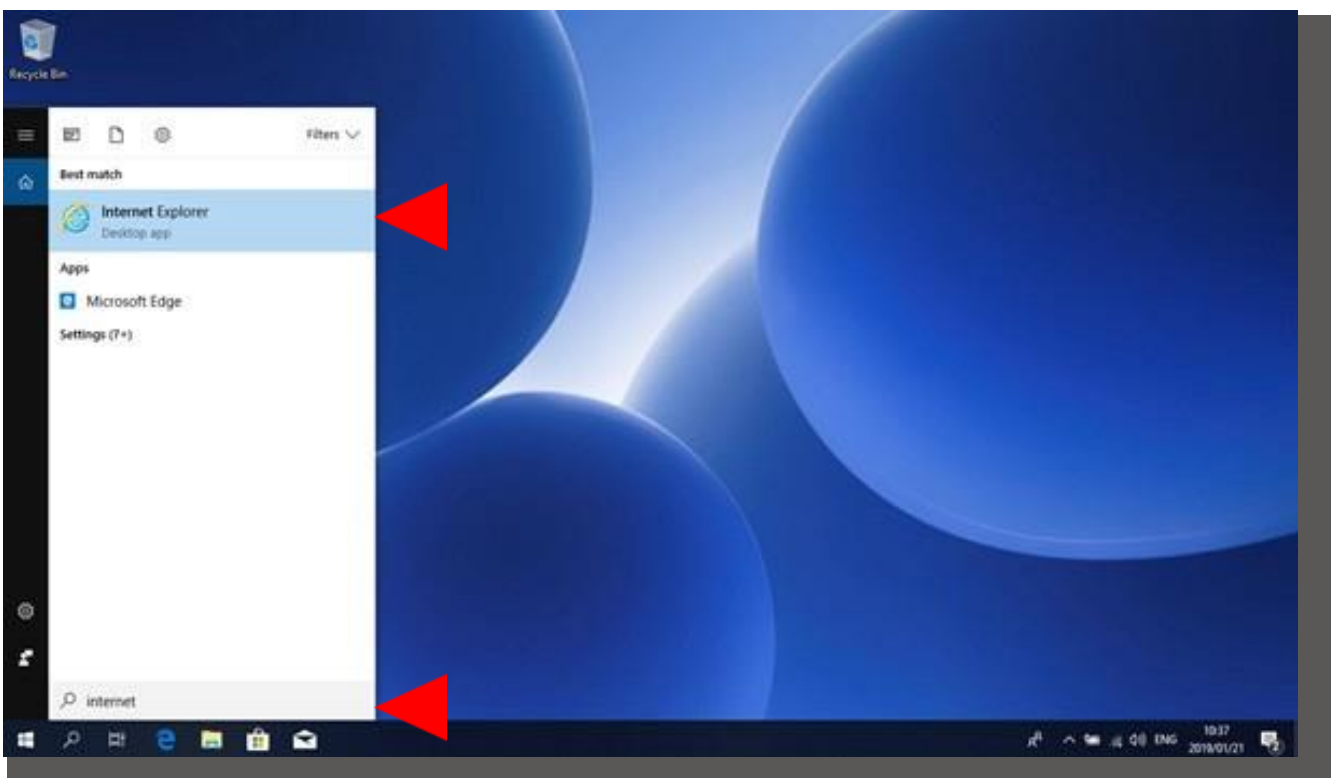 Recycle Bin
Filters
Best match
Internet Explorer
Desktop app
Apps
Microsoft Edge
Settings (7+)
internet
ENG
10:37
2019/01/21
2